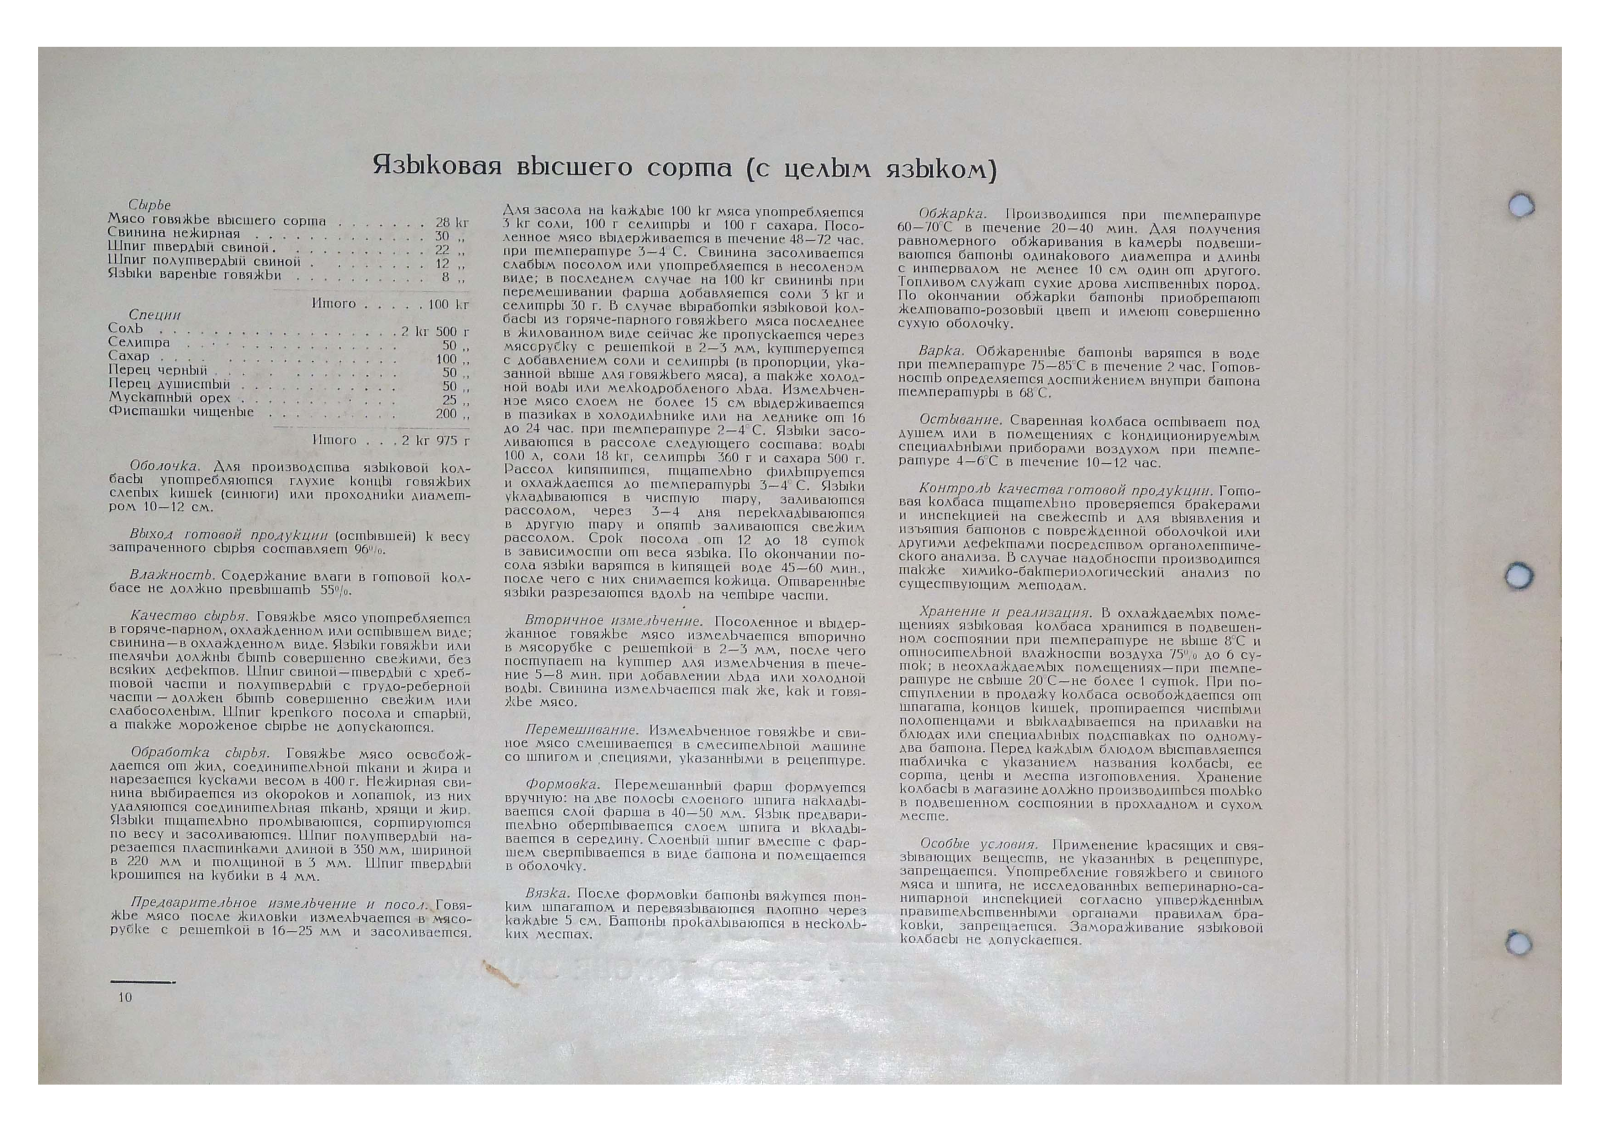 Языковая высшего сорта (с целым языком)
Сырье
Мясо говяжье высшего сорта . . . . . . . 28 kг
Свинина нежирная . . . . . . . . . . . . . 30 „
Шпиг твердый свиной . . . . . . . . . . . 22 „
Шпиг полутвердый свиной . . . . . . . . 12 „
Языки вареные говяжьи . . . . . . . . . . 8 „
Итого . . . . . 100 kг
Специи
Соль . . . . . . . . . . . . . . . . . . 2 kг 500 г
Селитра . . . . . . . . . . . . . . . . 50 „
Сахар . . . . . . . . . . . . . . . . . 100 „
Перец черный . . . . . . . . . . . . . . 50 „
Перец душистый . . . . . . . . . . . . 50 „
Мускатный орех . . . . . . . . . . . . 25 „
Фисташки чищеные . . . . . . . . . . 200 „
Итого . . . 2 kг 975 г
Оболочка. Для производства языковой кол-
басы употребляются глухие концы говяжьих
слепых кишек (синюги) или проходники диамет-
ром 10—12 см.
Выход готовой продукции (остывшей) к весу
затраченного сырья составляет 96%.
Влажность. Содержание влаги в готовой кол-
басе не должно превышать 55%.
Качество сырья. Говяжье мясо употребляется
в горяче-парном, охлажденном или остывшем виде;
свинина—в охлажденном виде. Языки говяжьи или
телячьи должны быть совершенно свежими, без
всяких дефектов. Шпиг свиной—твердый с хреб-
товой части и полутвердый с грудо-реберной
части — должен быть совершенно свежим или
слабосоленым. Шпиг крепкого посола и старый,
а также мороженое сырье не допускаются.
Обработка сырья. Говяжье мясо освобож-
дается от жил, соединительной ткани и жира и
нарезается кусками весом в 400 г. Нежирная сви-
нина выбирается из окороков и лопаток, из них
удаляются соединительная ткань, хрящи и жир.
Языки тщательно промываются, сортируются
по весу и засоливаются. Шпиг полутвердый на-
резается пластинками длиной в 350 мм, шириной
в 220 мм и толщиной в 3 мм. Шпиг твердый
крошится на кубики в 4 мм.
Предварительное измельчение и посол. Говя-
жье мясо после жиловки измельчается в мясо-
рубке с решеткой в 16—25 мм и засоливается.
10
Для засола на каждые 100 кг мяса употребляется
3 кг соли, 100 г селитры и 100 г сахара. Посо-
ленное мясо выдерживается в течение 48—72 час.
при температуре 3—4°С. Свинина засоливается
слабым посолом или употребляется в несоленом
виде; в последнем случае на 100 кг свинины при
перемешивании фарша добавляется соли 3 кг и
селитры 30 г. В случае выработки языковой кол-
басы из горяче-парного говяжьего мяса последнее
в жилованном виде сейчас же пропускается через
мясорубку с решеткой в 2—3 мм, куттеруется
с добавлением соли и селитры (в пропорции, ука-
занной выше для говяжьего мяса), а также холод-
ной воды или мелкодробленого льда. Измельчен-
ное мясо слоем не более 15 см выдерживается
в тазиках в холодильнике или на леднике от 16
до 24 час. при температуре 2—4°С. Языки засо-
ливаются в рассоле следующего состава: воды
100 л, соли 18 кг, селитры 360 г и сахара 500 г.
Рассол кипятится, тщательно фильтруется
и охлаждается до температуры 3—4°С. Языки
укладываются в чистую тару, заливаются
рассолом, через 3—4 дня перекладываются
в другую тару и опять заливаются свежим
рассолом. Срок посола от 12 до 18 суток
в зависимости от веса языка. По окончании по-
сола языки варятся в кипящей воде 45—60 мин.,
после чего с них снимается кожица. Отваренные
языки разрезаются вдоль на четыре части.
Вторичное измельчение. Посоленное и выдер-
жанное говяжье мясо измельчается вторично
в мясорубке с решеткой в 2—3 мм, после чего
поступает на куттер для измельчения в тече-
ние 5—8 мин. при добавлении льда или холодной
воды. Свинина измельчается так же, как и говя-
жье мясо.
Перемешивание. Измельченное говяжье и сви-
ное мясо смешивается в смесительной машине
со шпигом и специями, указанными в рецептуре.
Формовка. Перемешанный фарш формуется
вручную: на две полосы слоеного шпига наклады-
вается слой фарша в 40—50 мм. Язык предвари-
тельно обертывается слоем шпига и вклады-
вается в середину. Слоеный шпиг вместе с фар-
шем свертывается в виде батона и помещается
в оболочку.
Вязка. После формовки батоны вяжутся тон-
ким шпагатом и перевязываются плотно через
каждые 5 см. Батоны прокалываются в несколь-
ких местах.
Обжарка. Производится при температуре
60—70°С в течение 20—40 мин. Для получения
равномерного обжаривания в камеры подвеши-
ваются батоны одинакового диаметра и длины
с интервалом не менее 10 см один от другого.
Топливом служат сухие дрова лиственных пород.
По окончании обжарки батоны приобретают
желтовато-розовый цвет и имеют совершенно
сухую оболочку.
Варка. Обжаренные батоны варятся в воде
при температуре 75—85°С в течение 2 час. Готов-
ность определяется достижением внутри батона
температуры в 68°С.
Остывание. Сваренная колбаса остывает под
душем или в помещениях с кондиционируемым
специальными приборами воздухом при темпе-
ратуре 4—6°С в течение 10—12 час.
Контроль качества готовой продукции. Гото-
вая колбаса тщательно проверяется бракерами
и инспекцией на свежесть и для выявления и
изъятия батонов с поврежденной оболочкой или
другими дефектами посредством органолептиче-
ского анализа. В случае надобности производится
также химико-бактериологический анализ по
существующим методам.
Хранение и реализация. В охлаждаемых поме-
щениях языковая колбаса хранится в подвешен-
ном состоянии при температуре не выше 8°С и
относительной влажности воздуха 75% до 6 су-
ток; в неохлаждаемых помещениях—при темпе-
ратуре не свыше 20°С—не более 1 суток. При по-
ступлении в продажу колбаса освобождается от
шпагата, концов кишек, протирается чистыми
полотенцами и выкладывается на прилавки на
блюдах или специальных подставках по одному-
два батона. Перед каждым блюдом выставляется
табличка с указанием названия колбасы, ее
сорта, цены и места изготовления. Хранение
колбасы в магазине должно производиться только
в подвешенном состоянии в прохладном и сухом
месте.
Особые условия. Применение красящих и свя-
зывающих веществ, не указанных в рецептуре,
запрещается. Употребление говяжьего и свиного
мяса и шпига, не исследованных ветеринарно-са-
нитарной инспекцией согласно утвержденным
правительственными органами правилам бра-
ковки, запрещается. Замораживание языковой
колбасы не допускается.